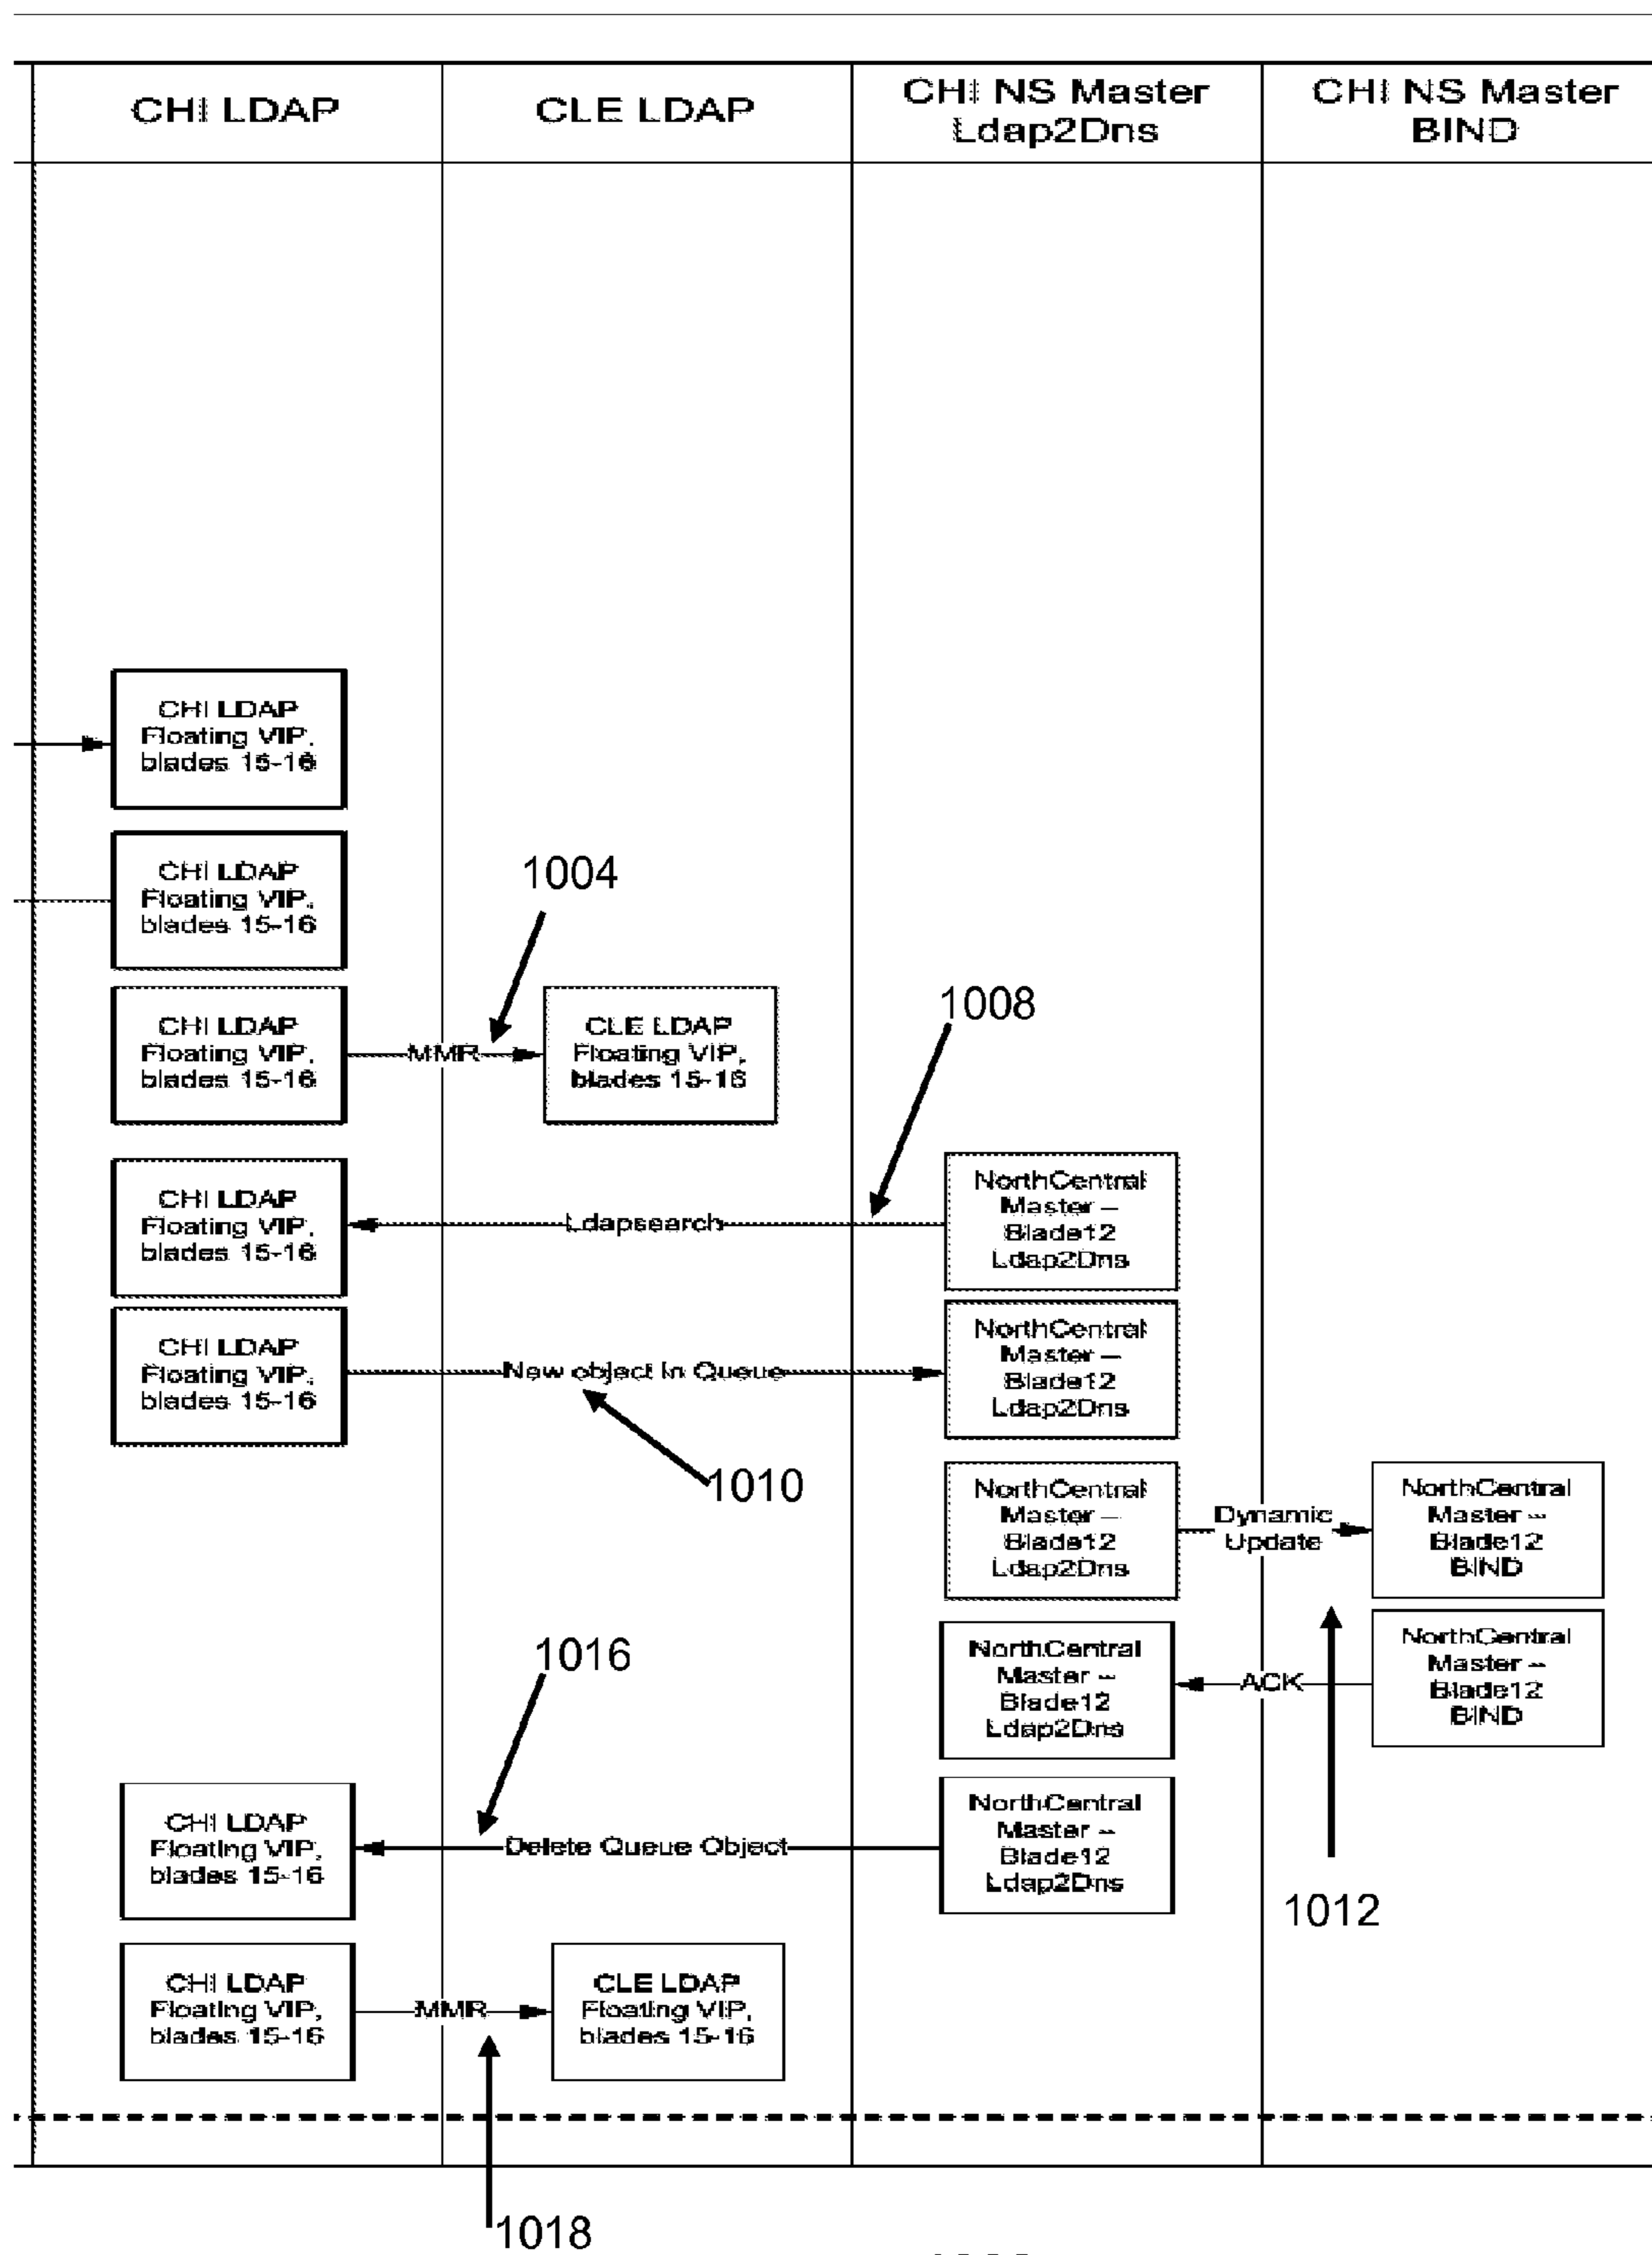 CHI LDAP
CLE LDAP
CHI NS Master
Ldap2Dns
CHI NS Master
BIND
CHI LDAP
Floating VIP,
blades 15-16
CHI LDAP
Floating VIP,
blades 15-16
1004
CHI LDAP
Floating VIP,
blades 15-16
MMR
CLE LDAP
Floating VIP,
blades 15-16
1008
CHI LDAP
Floating VIP,
blades 15-16
Ldapsearch
NorthCentral
Master –
Blade12
Ldap2Dns
CHI LDAP
Floating VIP,
blades 15-16
New object in Queue
NorthCentral
Master –
Blade12
Ldap2Dns
1010
NorthCentral
Master –
Blade12
Ldap2Dns
Dynamic
Update
NorthCentral
Master –
Blade12
BIND
1016
NorthCentral
Master –
Blade12
Ldap2Dns
ACK
NorthCentral
Master –
Blade12
BIND
CHI LDAP
Floating VIP,
blades 15-16
Delete Queue Object
NorthCentral
Master –
Blade12
Ldap2Dns
1012
CHI LDAP
Floating VIP,
blades 15-16
MMR
CLE LDAP
Floating VIP,
blades 15-16
1018